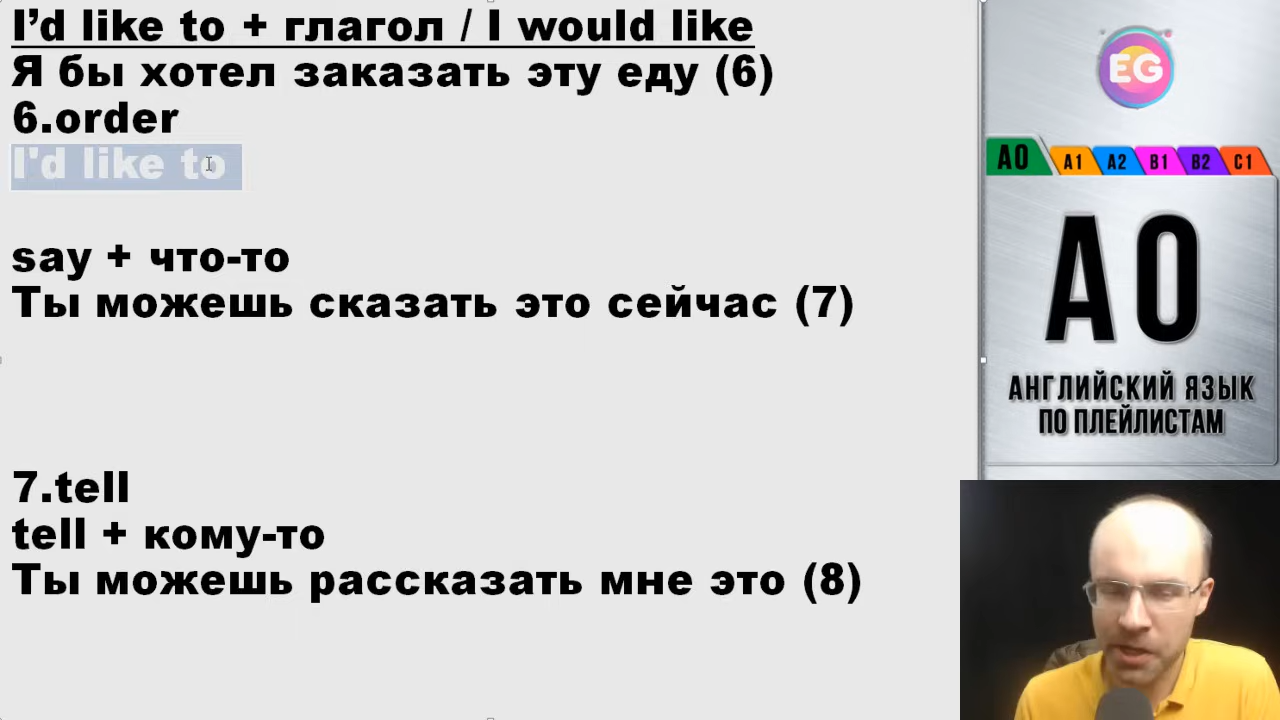 I’d like to + глагол / I would like
Я бы хотел заказать эту еду (6)
6.order
I'd like to
say + что-то
Ты можешь сказать это сейчас (7)
7.tell
tell + кому-то
Ты можешь рассказать мне это (8)
EG
A0 A1 A2 B1 B2 C1
A0
АНГЛИЙСКИЙ ЯЗЫК
ПО ПЛЕЙЛИСТАМ